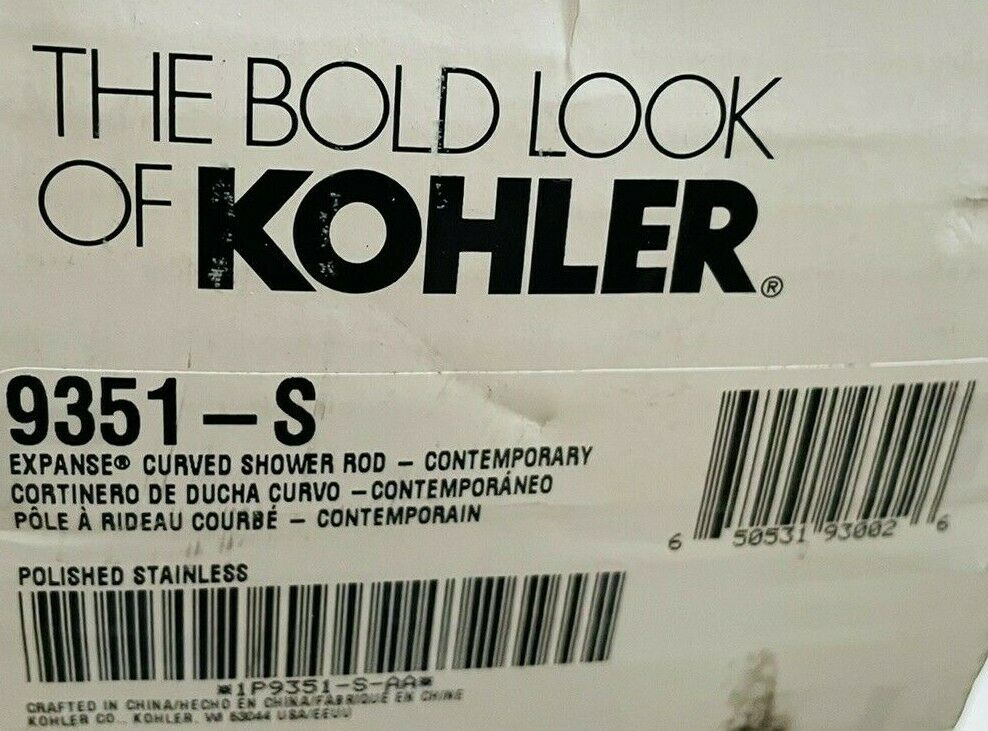 THE BOLD LOOK
OF KOHLER®
9351-S
EXPANSE® CURVED SHOWER ROD - CONTEMPORARY
CORTINERO DE DUCHA CURVO - CONTEMPORÁNEO
PÔLE À RIDEAU COURBÉ - CONTEMPORAIN
6 50531 93002 6
POLISHED STAINLESS
*1P9351-S-AA*
CRAFTED IN CHINA/HECHO EN CHINA/FABRIQUÉ EN CHINE
KOHLER CO., KOHLER, WI 53044 USA/EEUU